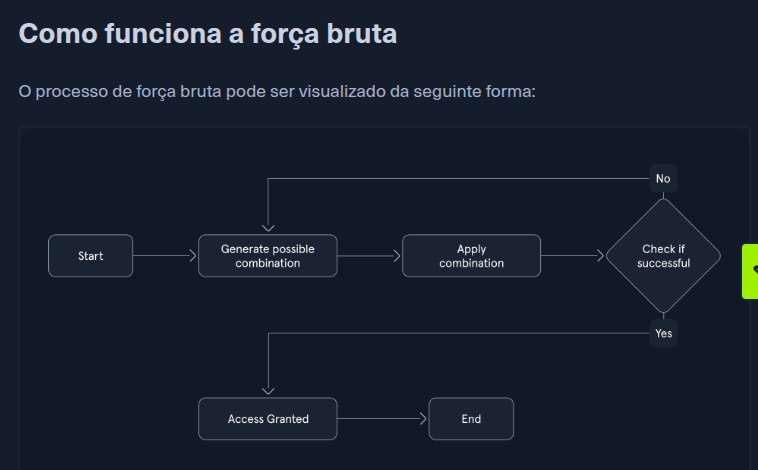 Como funciona a força bruta
O processo de força bruta pode ser visualizado da seguinte forma:
No
Start
Generate possible
combination
Apply
combination
Check if
successful
Yes
Access Granted
End